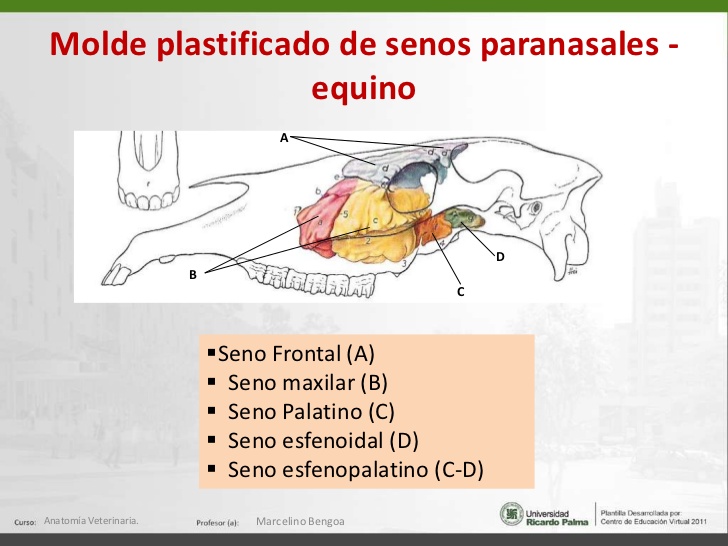 Molde plastificado de senos paranasales -
equino
A
B
C
D
▪Seno Frontal (A)
▪ Seno maxilar (B)
▪ Seno Palatino (C)
▪ Seno esfenoidal (D)
▪ Seno esfenopalatino (C-D)
Curso: Anatomía Veterinaria. Profesor (a): Marcelino Bengoa
Universidad
Ricardo Palma
Plantilla Desarrollada por:
Centro de Educación Virtual 2011